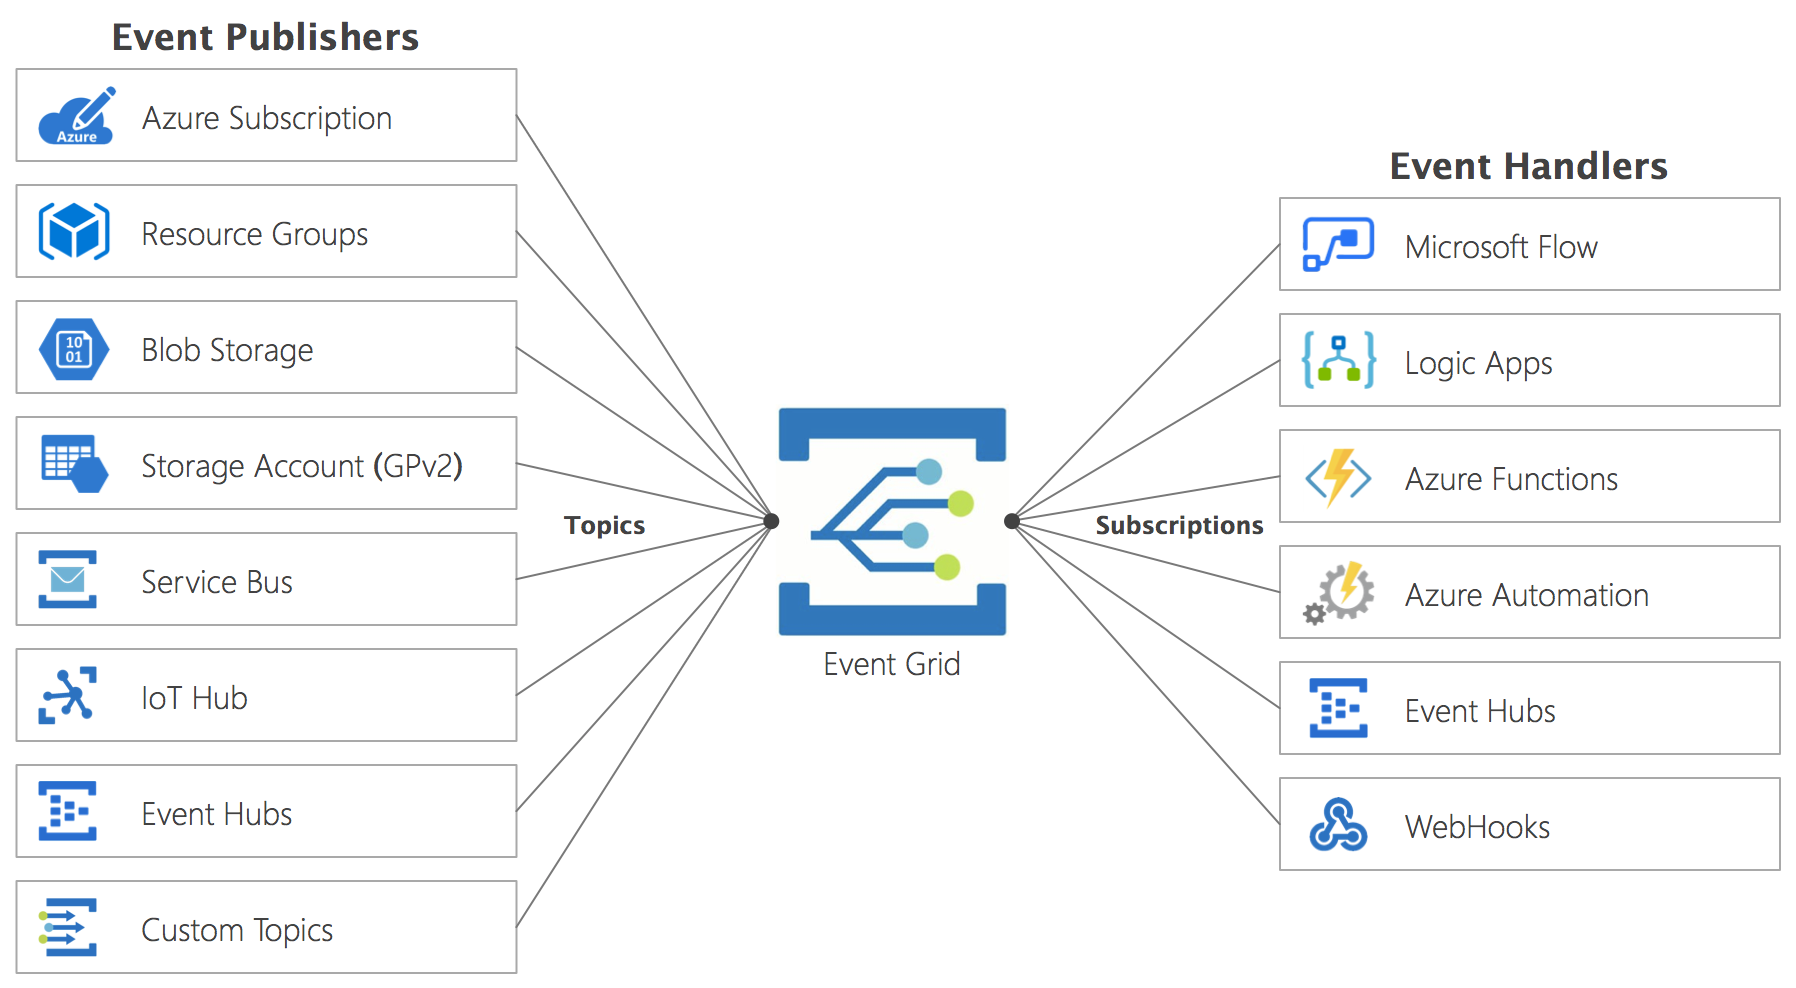 Event Publishers
Azure
Azure Subscription
Resource Groups
10
01
Blob Storage
Storage Account (GPv2)
Service Bus
IoT Hub
Event Hubs
Custom Topics
Topics
Event Grid
Subscriptions
Event Handlers
Microsoft Flow
Logic Apps
Azure Functions
Azure Automation
Event Hubs
WebHooks